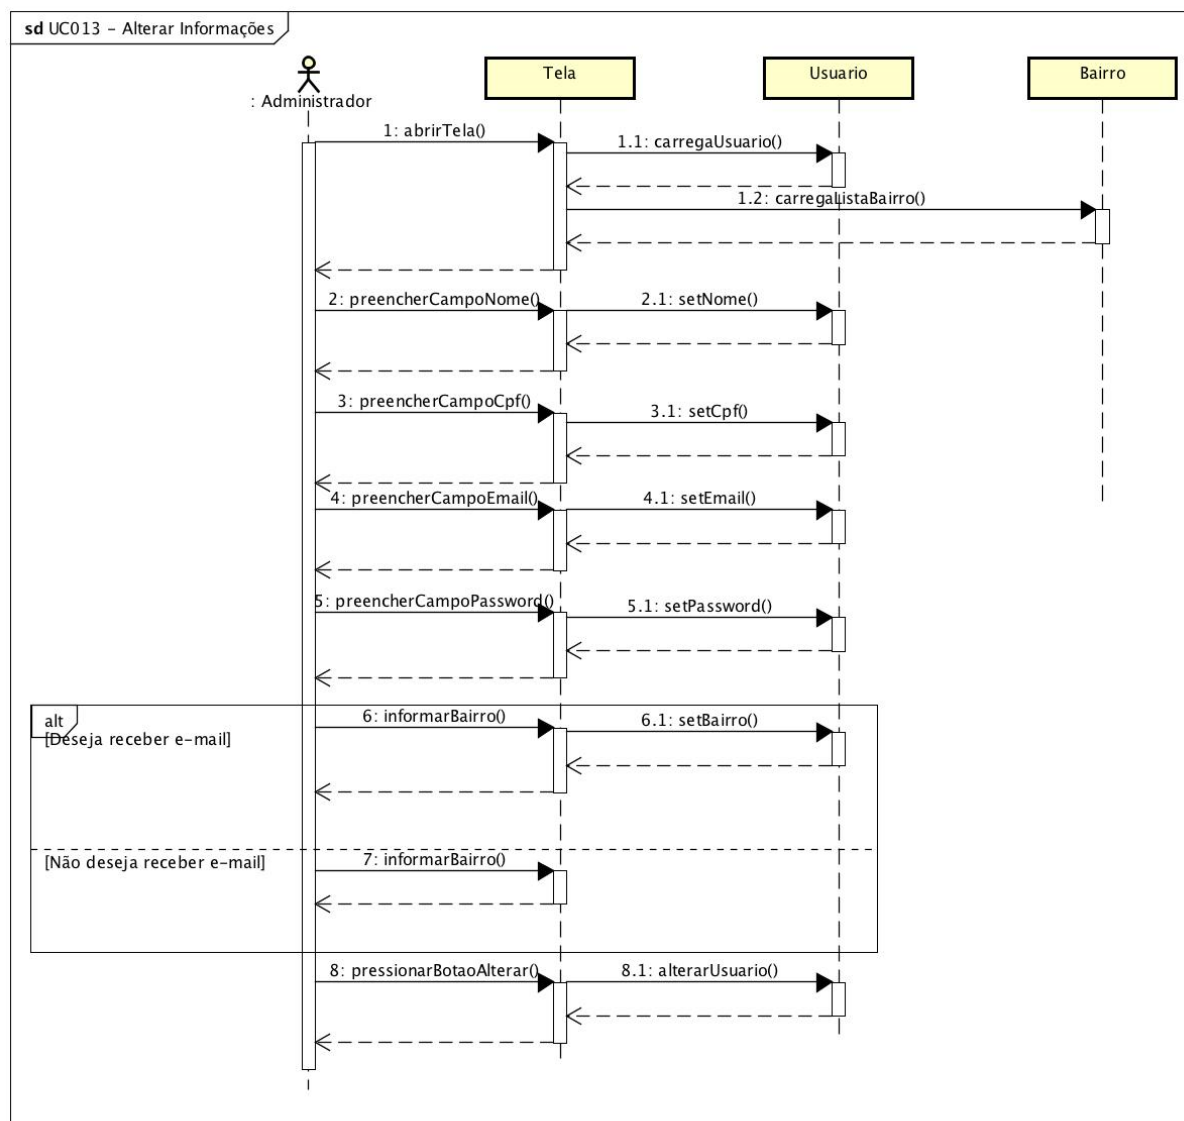 sd UC013 - Alterar Informações
: Administrador
Tela
Usuario
Bairro
1: abrirTela()
1.1: carregaUsuario()
1.2: carregaListaBairro()
2: preencherCampoNome()
2.1: setNome()
3: preencherCampoCpf()
3.1: setCpf()
4: preencherCampoEmail()
4.1: setEmail()
5: preencherCampoPassword()
5.1: setPassword()
alt
[Deseja receber e-mail]
6: informarBairro()
6.1: setBairro()
[Não deseja receber e-mail]
7: informarBairro()
8: pressionarBotaoAlterar()
8.1: alterarUsuario()